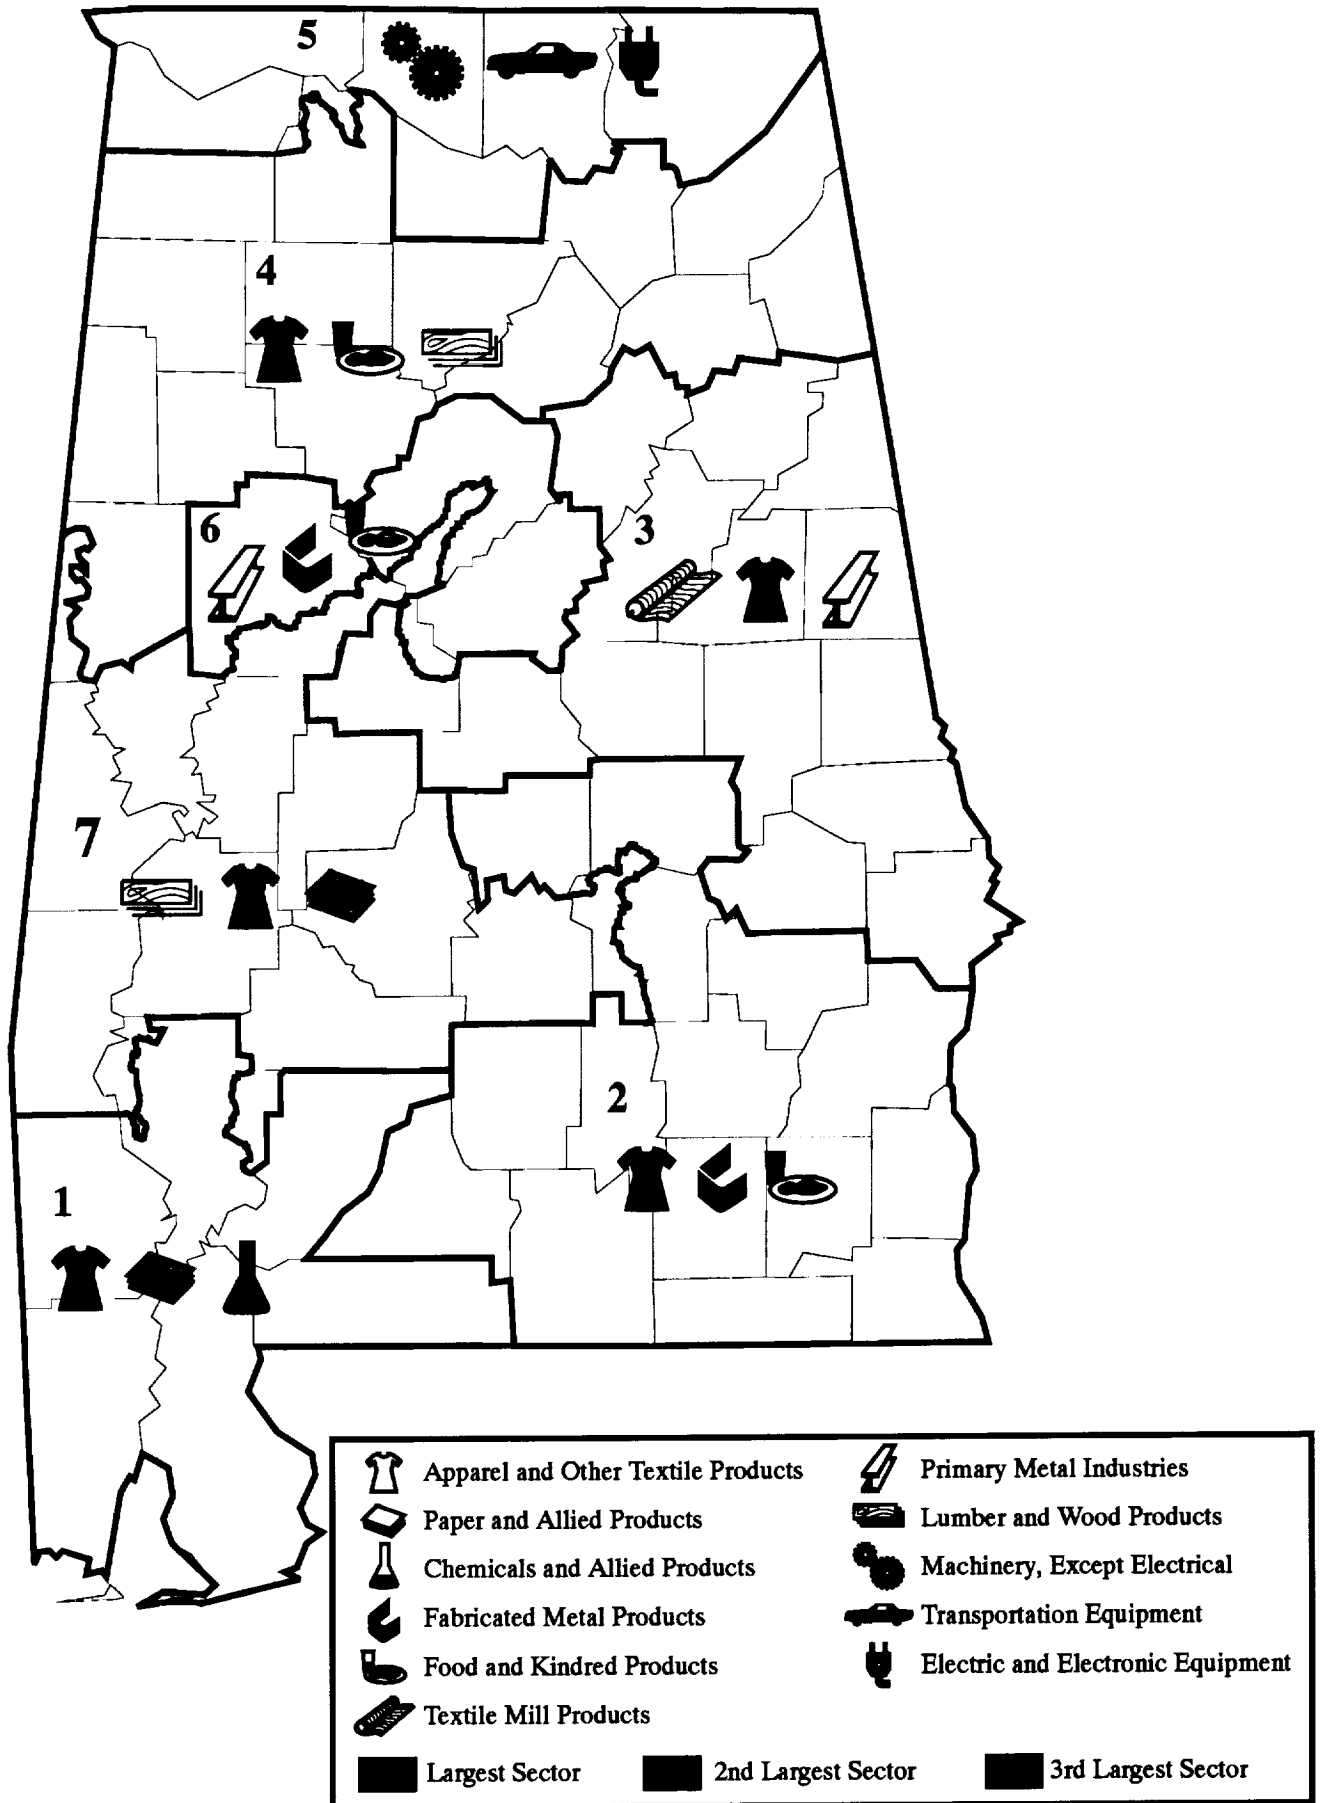 5
4
6
3
7
2
1
Apparel and Other Textile Products
Primary Metal Industries
Paper and Allied Products
Lumber and Wood Products
Chemicals and Allied Products
Machinery, Except Electrical
Fabricated Metal Products
Transportation Equipment
Food and Kindred Products
Electric and Electronic Equipment
Textile Mill Products
Largest Sector
2nd Largest Sector
3rd Largest Sector